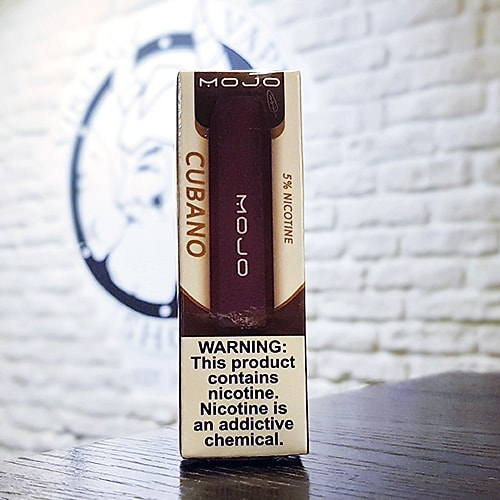 MOJO
CUBANO
MOJO
5% NICOTINE
WARNING:
This product
contains
nicotine.
Nicotine is
an addictive
chemical.